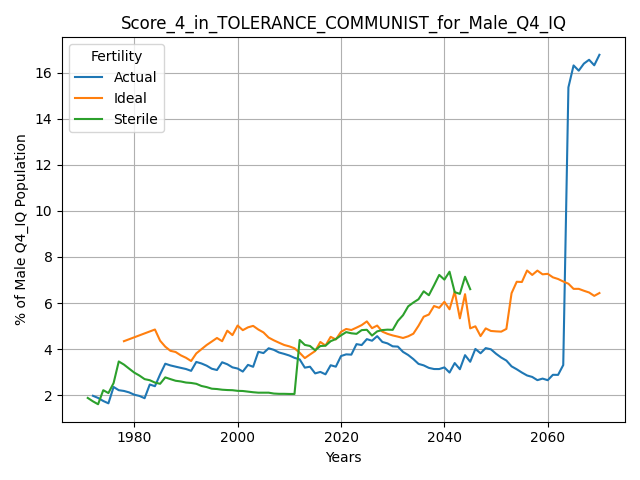 Score_4_in_TOLERANCE_COMMUNIST_for_Male_Q4_IQ
Fertility
Actual
Ideal
Sterile
% of Male Q4_IQ Population
16
14
12
10
8
6
4
2
1980
2000
2020
2040
2060
Years